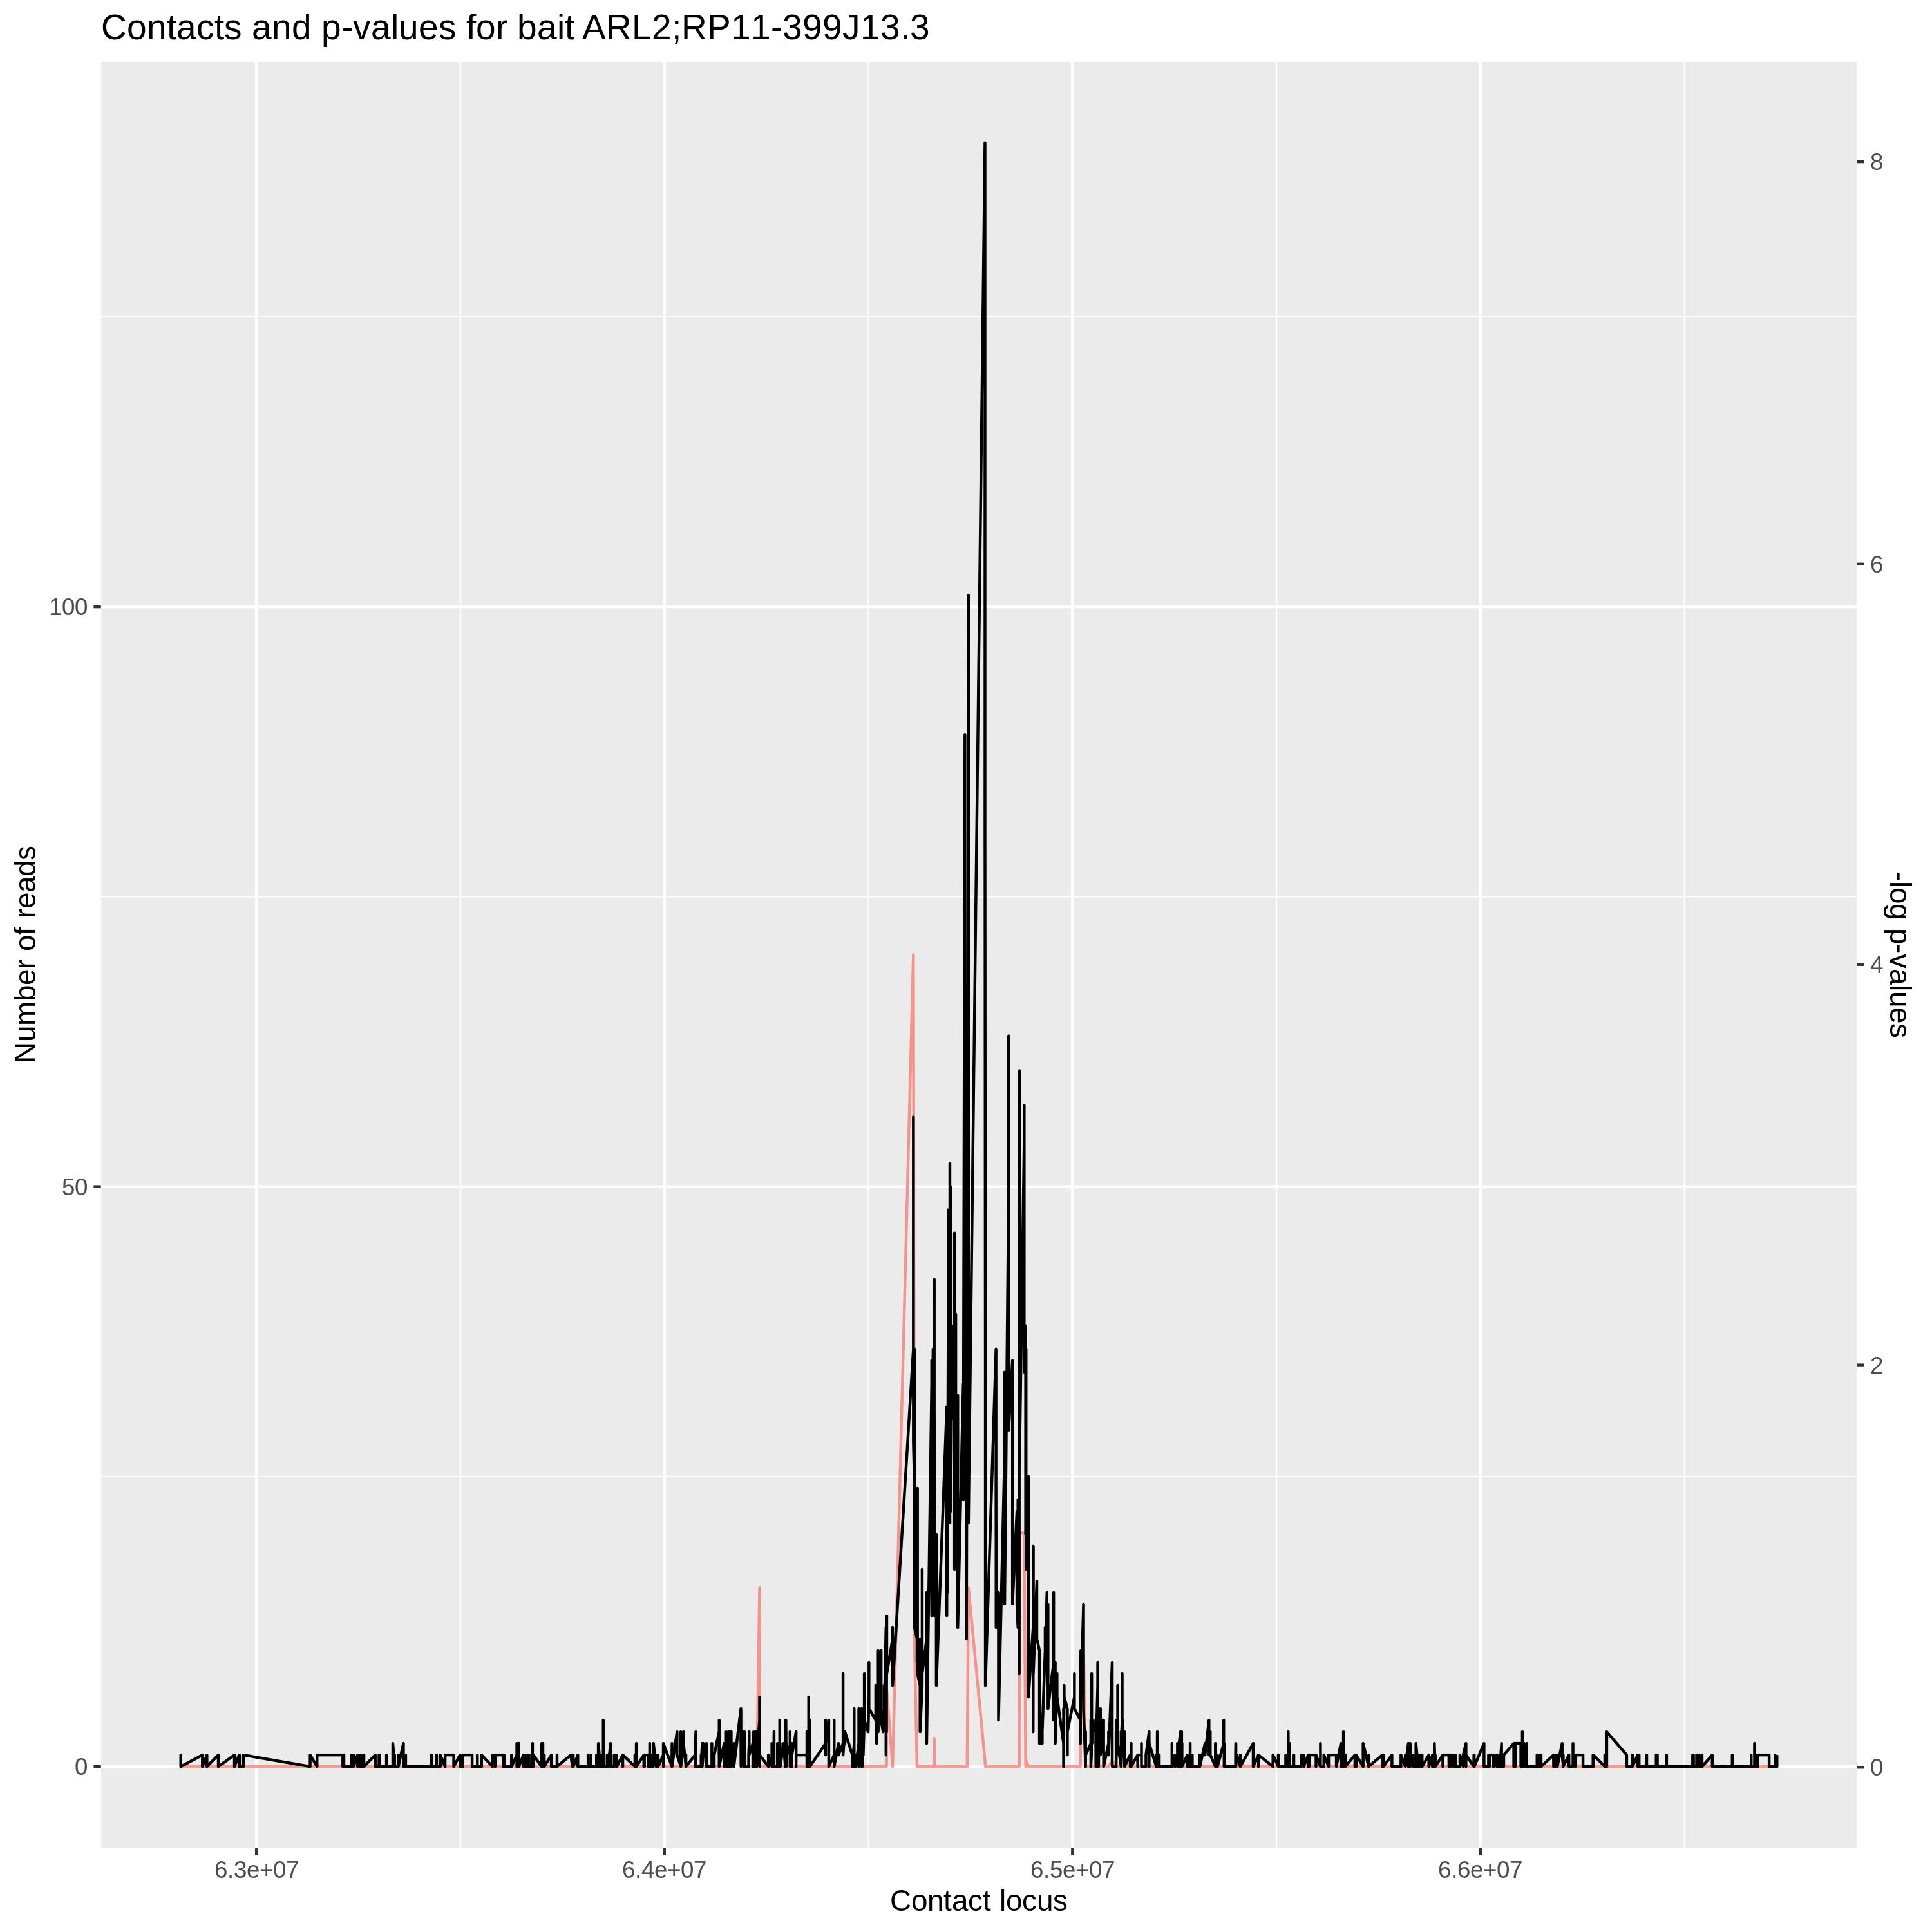 Contacts and p-values for bait ARL2;RP11-399J13.3
100
50
0
Number of reads
8
6
4
2
0
-log p-values
6.3e+07 6.4e+07 6.5e+07 6.6e+07
Contact locus